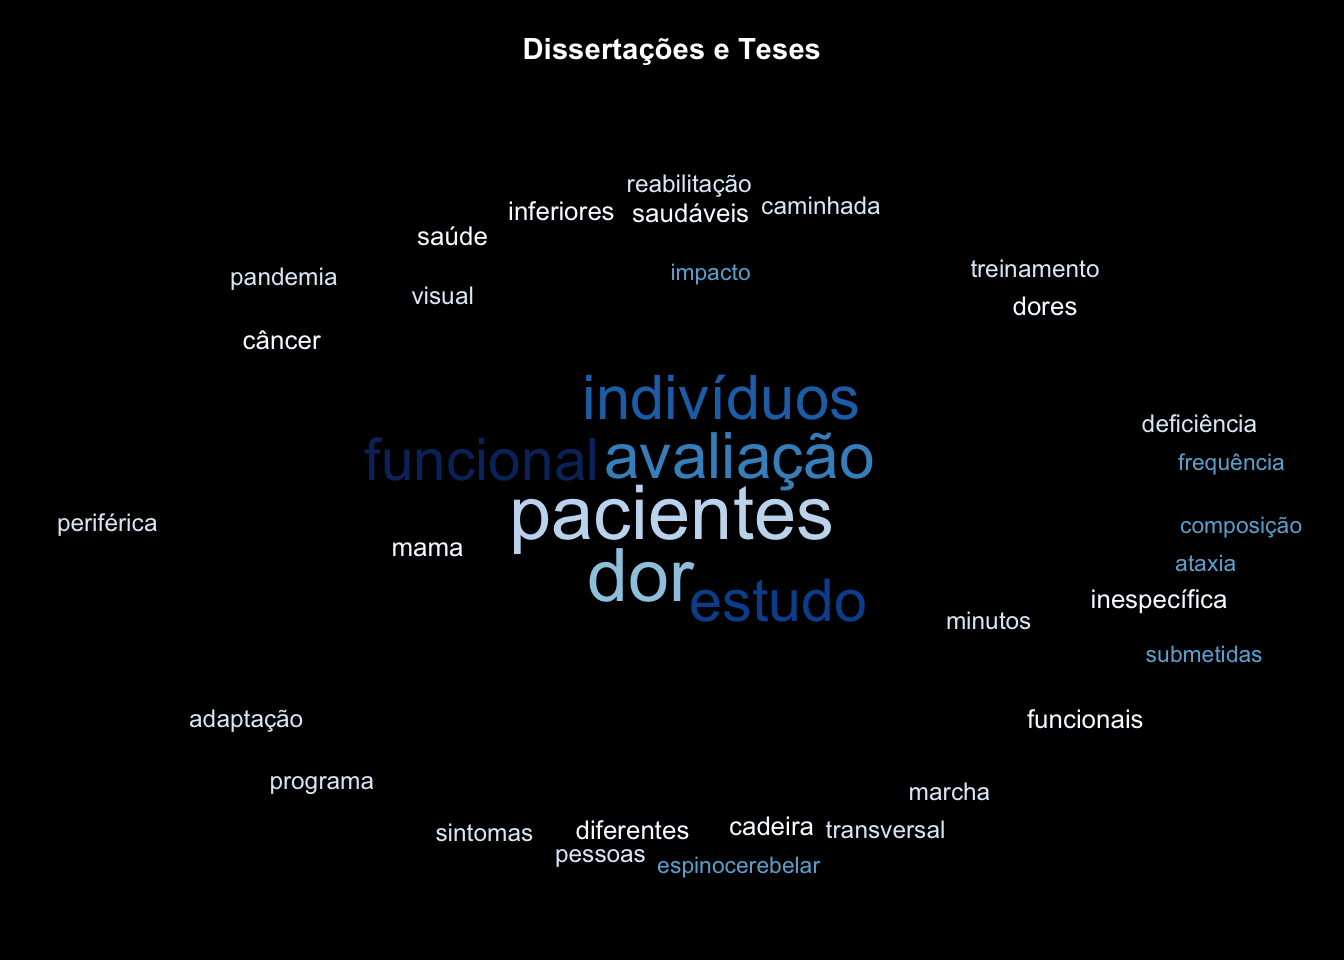 Dissertações e Teses
reabilitação
inferiores saudáveis caminhada
saúde
impacto
treinamento
pandemia
visual
dores
câncer
indivíduos
deficiência
funcional avaliação
frequência
pacientes
periférica
composição
mama
ataxia
dor
estudo
inespecífica
minutos
submetidas
adaptação
funcionais
programa
marcha
sintomas
diferentes
cadeira
transversal
pessoas
espinocerebelar